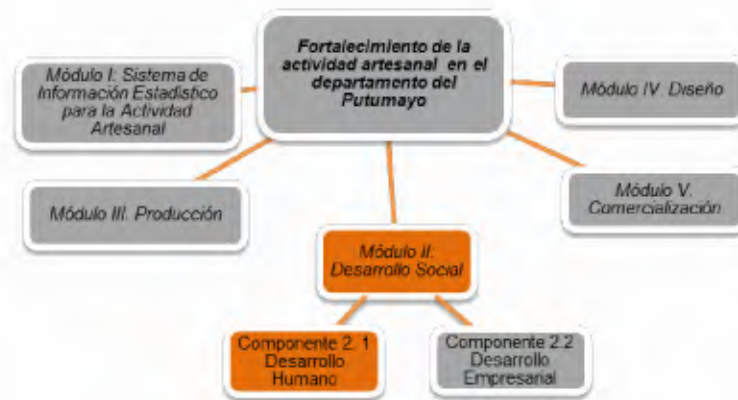 Fortalecimiento de la
actividad artesanal en el
departamento del
Putumayo
Módulo I: Sistema de
Información Estadístico
para la Actividad
Artesanal
Módulo IV. Diseño
Módulo III. Producción
Módulo V.
Comercialización
Módulo II:
Desarrollo Social
Componente 2. 1
Desarrollo
Humano
Componente 2.2
Desarrollo
Empresarial